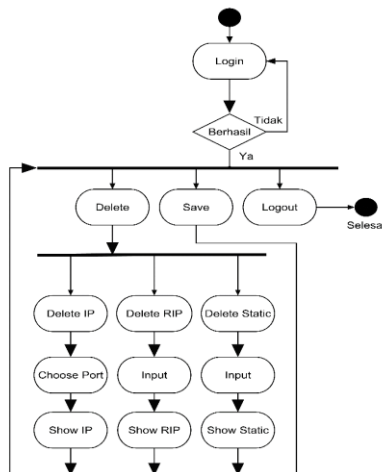 Login
Tidak
Berhasil
Ya
Delete
Save
Logout
Selesa
Delete IP
Delete RIP
Delete Static
Choose Port
Input
Input
Show IP
Show RIP
Show Static